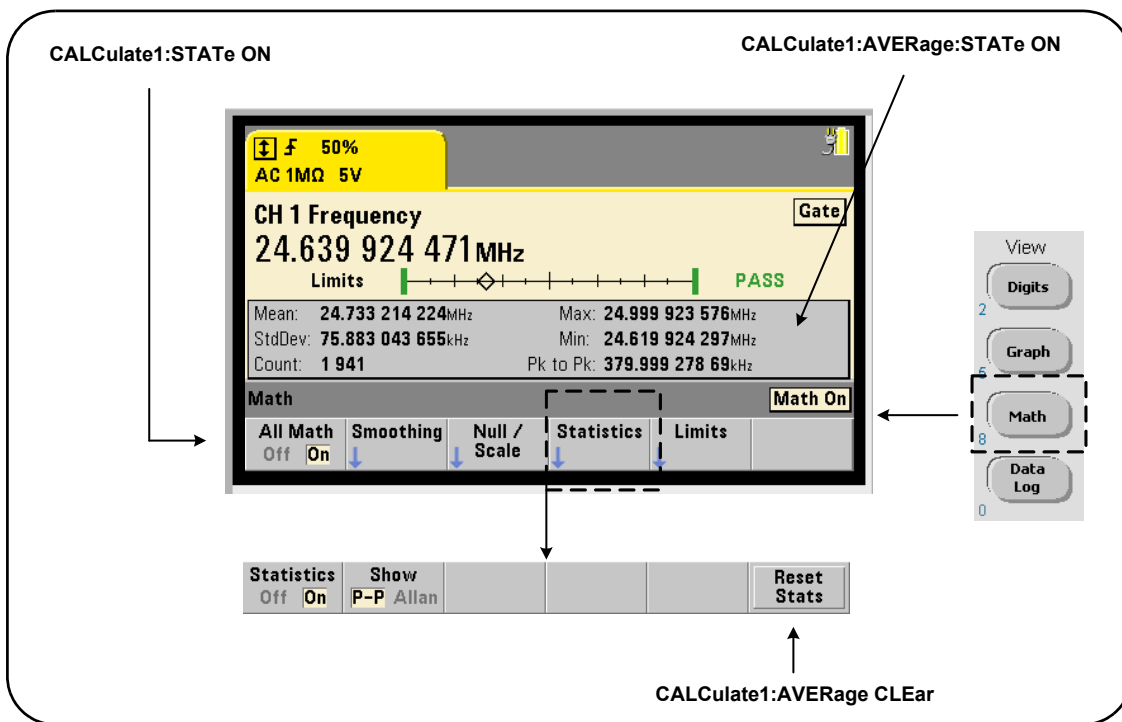 CALCulate1:STATe ON
CALCulate1:AVERage:STATe ON
50%
AC 1MΩ 5V
CH 1 Frequency
Gate
24.639 924 471 MHz
Limits
PASS
Mean: 24.733 214 224MHz
Max: 24.999 923 576MHz
StdDev: 75.883 043 655kHz
Min: 24.619 924 297MHz
Count: 1 941
Pk to Pk: 379.999 278 69kHz
Math
Math On
All Math
Off On
Smoothing
Null /
Scale
Statistics
Limits
View
Digits
2
Graph
Math
8
Data
Log
0
Statistics
Off On
Show
P-P Allan
Reset
Stats
CALCulate1:AVERage CLEar